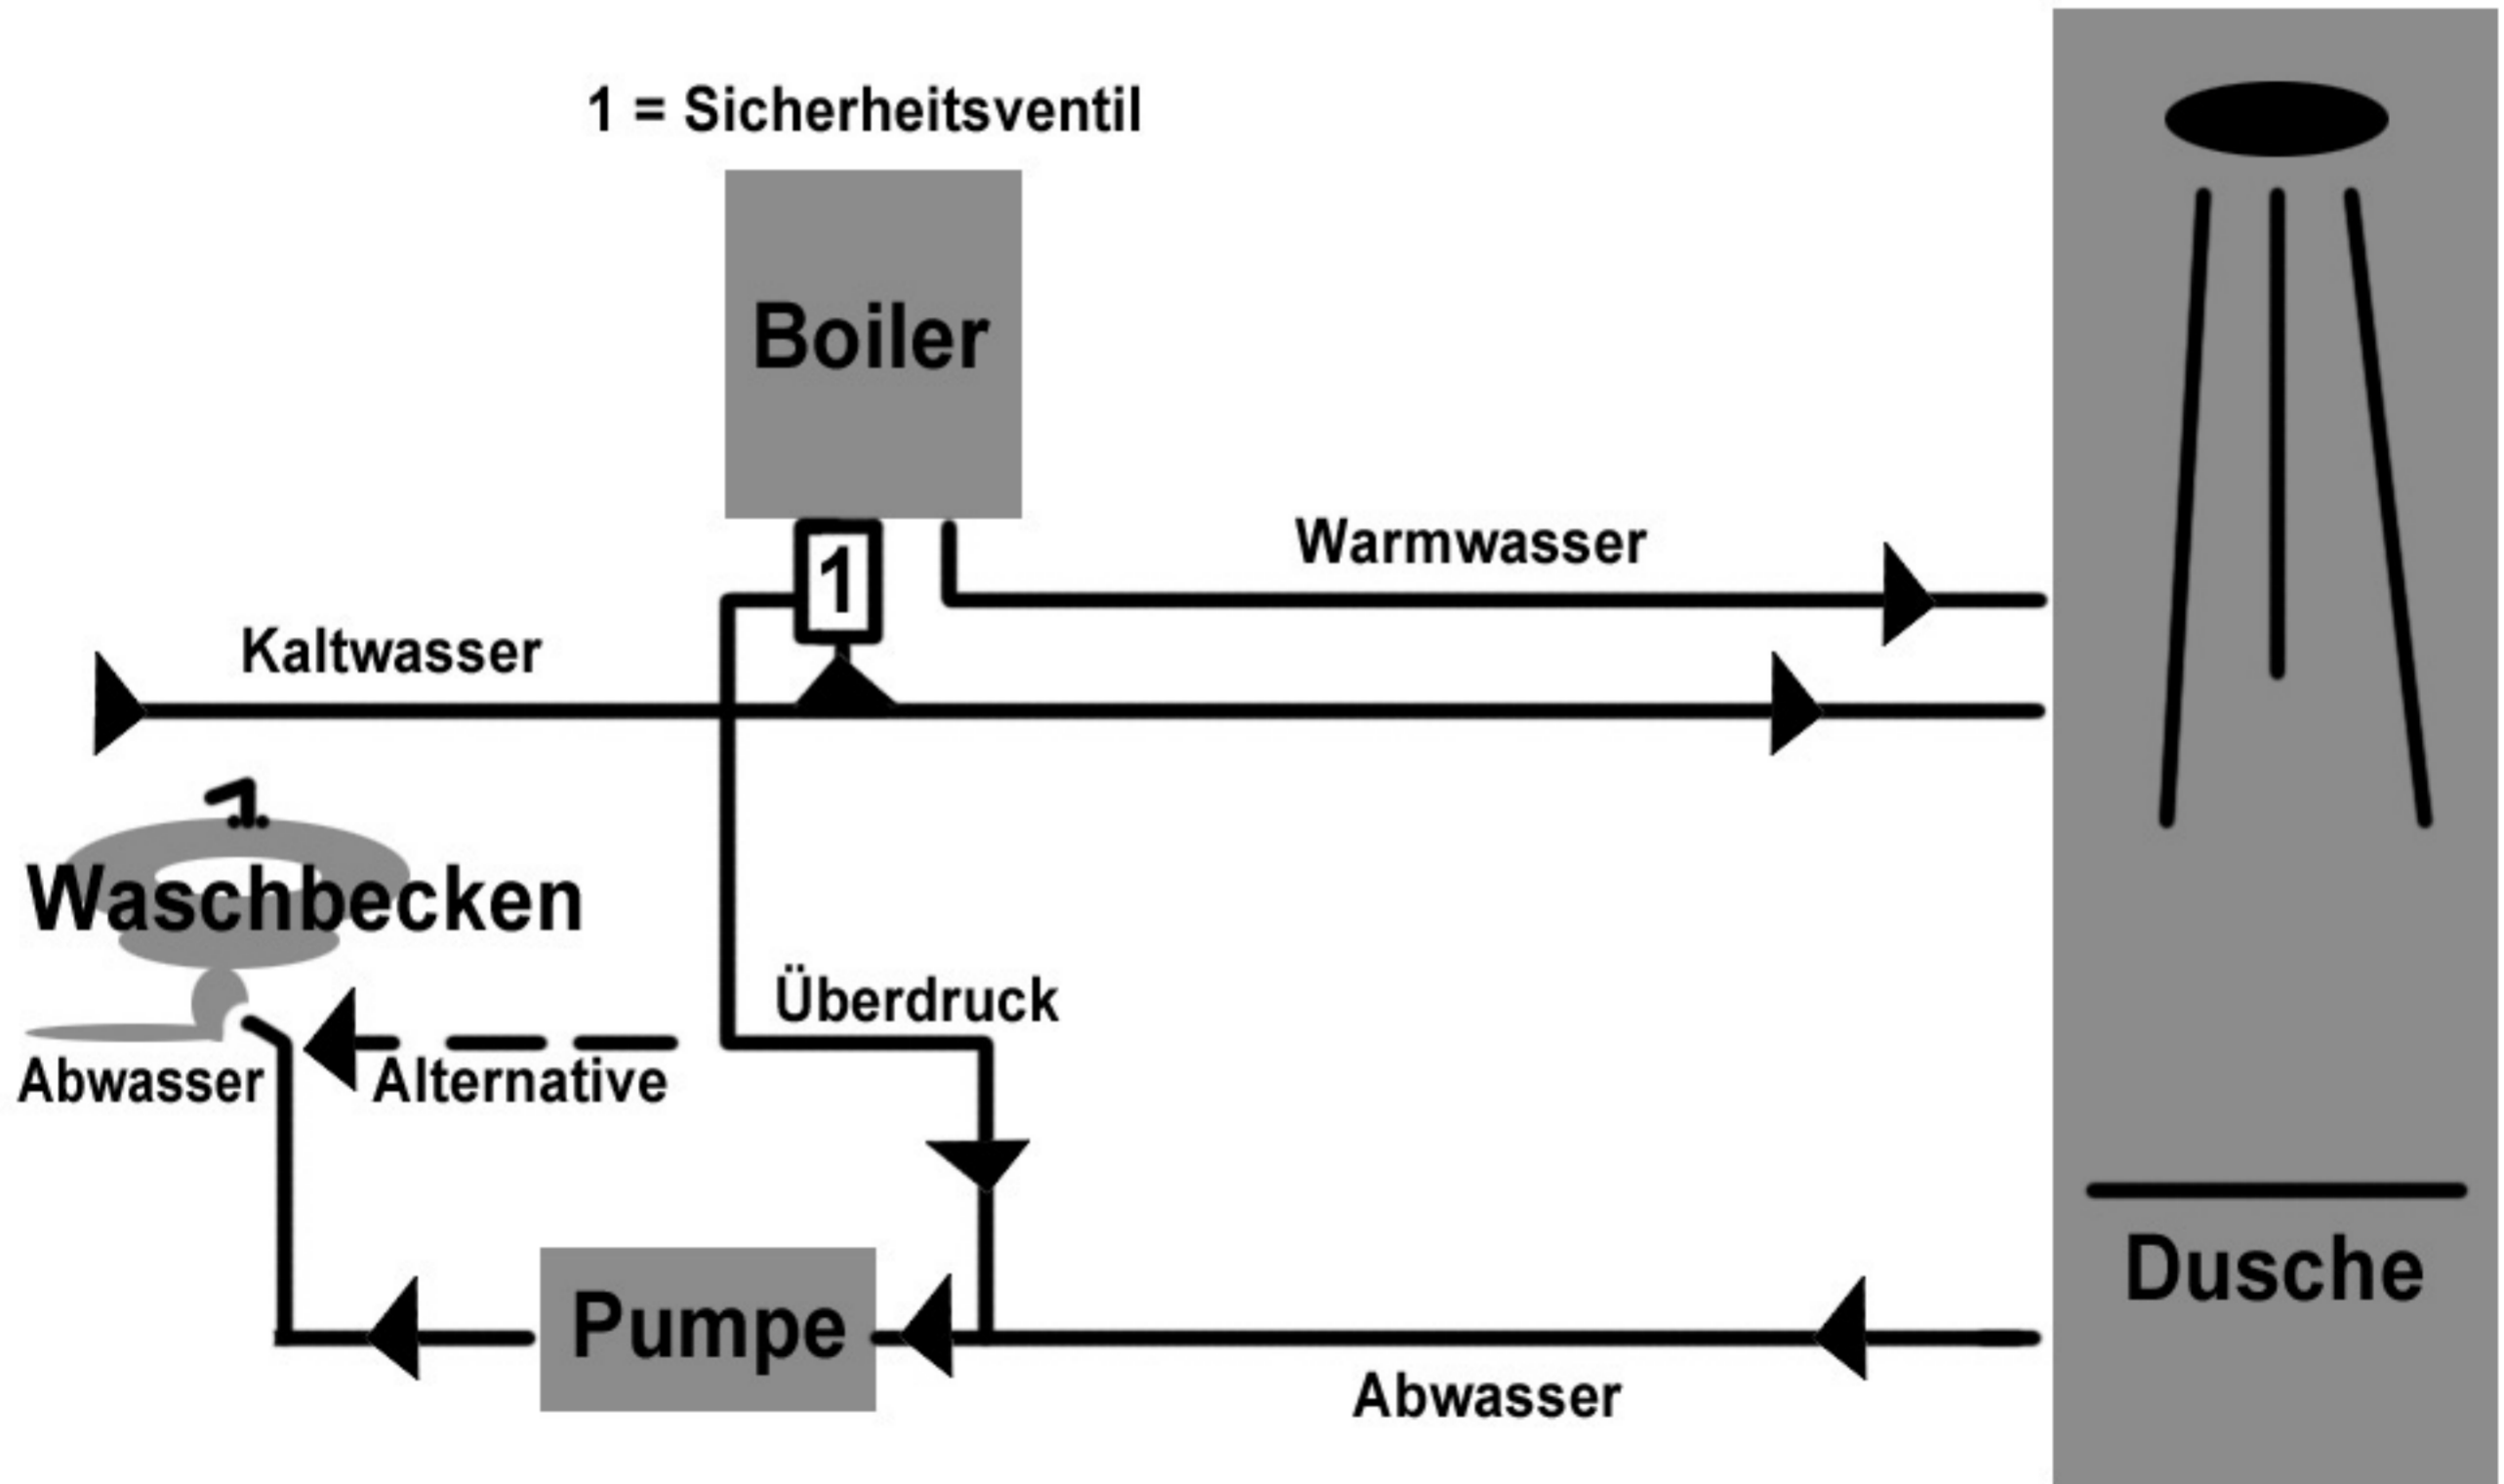 1 = Sicherheitsventil
Boiler
1
Warmwasser
Kaltwasser
Waschbecken
Überdruck
Abwasser
Alternative
Dusche
Pumpe
Abwasser